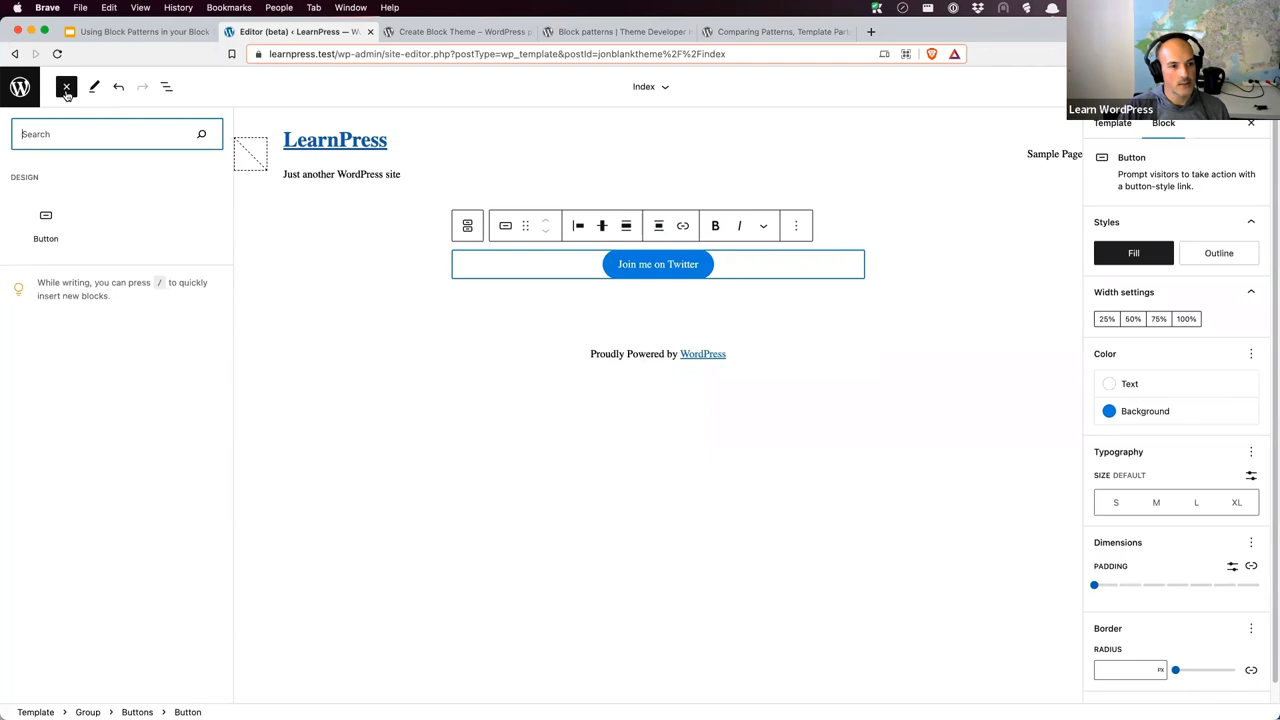 Brave File Edit View History Bookmarks People Tab Window Help
Using Block Patterns in your Block
Editor (beta) ‹ LearnPress — W
Create Block Theme – WordPress p
Block patterns | Theme Developer H
Comparing Patterns, Template Part
learnpress.test/wp-admin/site-editor.php?postType=wp_template&postId=jonblanktheme%2F%2Findex
Learn WordPress
Index
Search
DESIGN
Button
While writing, you can press / to quickly
insert new blocks.
LearnPress
Just another WordPress site
Sample Page
B I
Join me on Twitter
Proudly Powered by WordPress
Template Block
Button
Prompt visitors to take action with
a button-style link.
Styles
Fill Outline
Width settings
25% 50% 75% 100%
Color
Text
Background
Typography
SIZE DEFAULT
S M L XL
Dimensions
PADDING
Border
RADIUS
PX
Template > Group > Buttons > Button